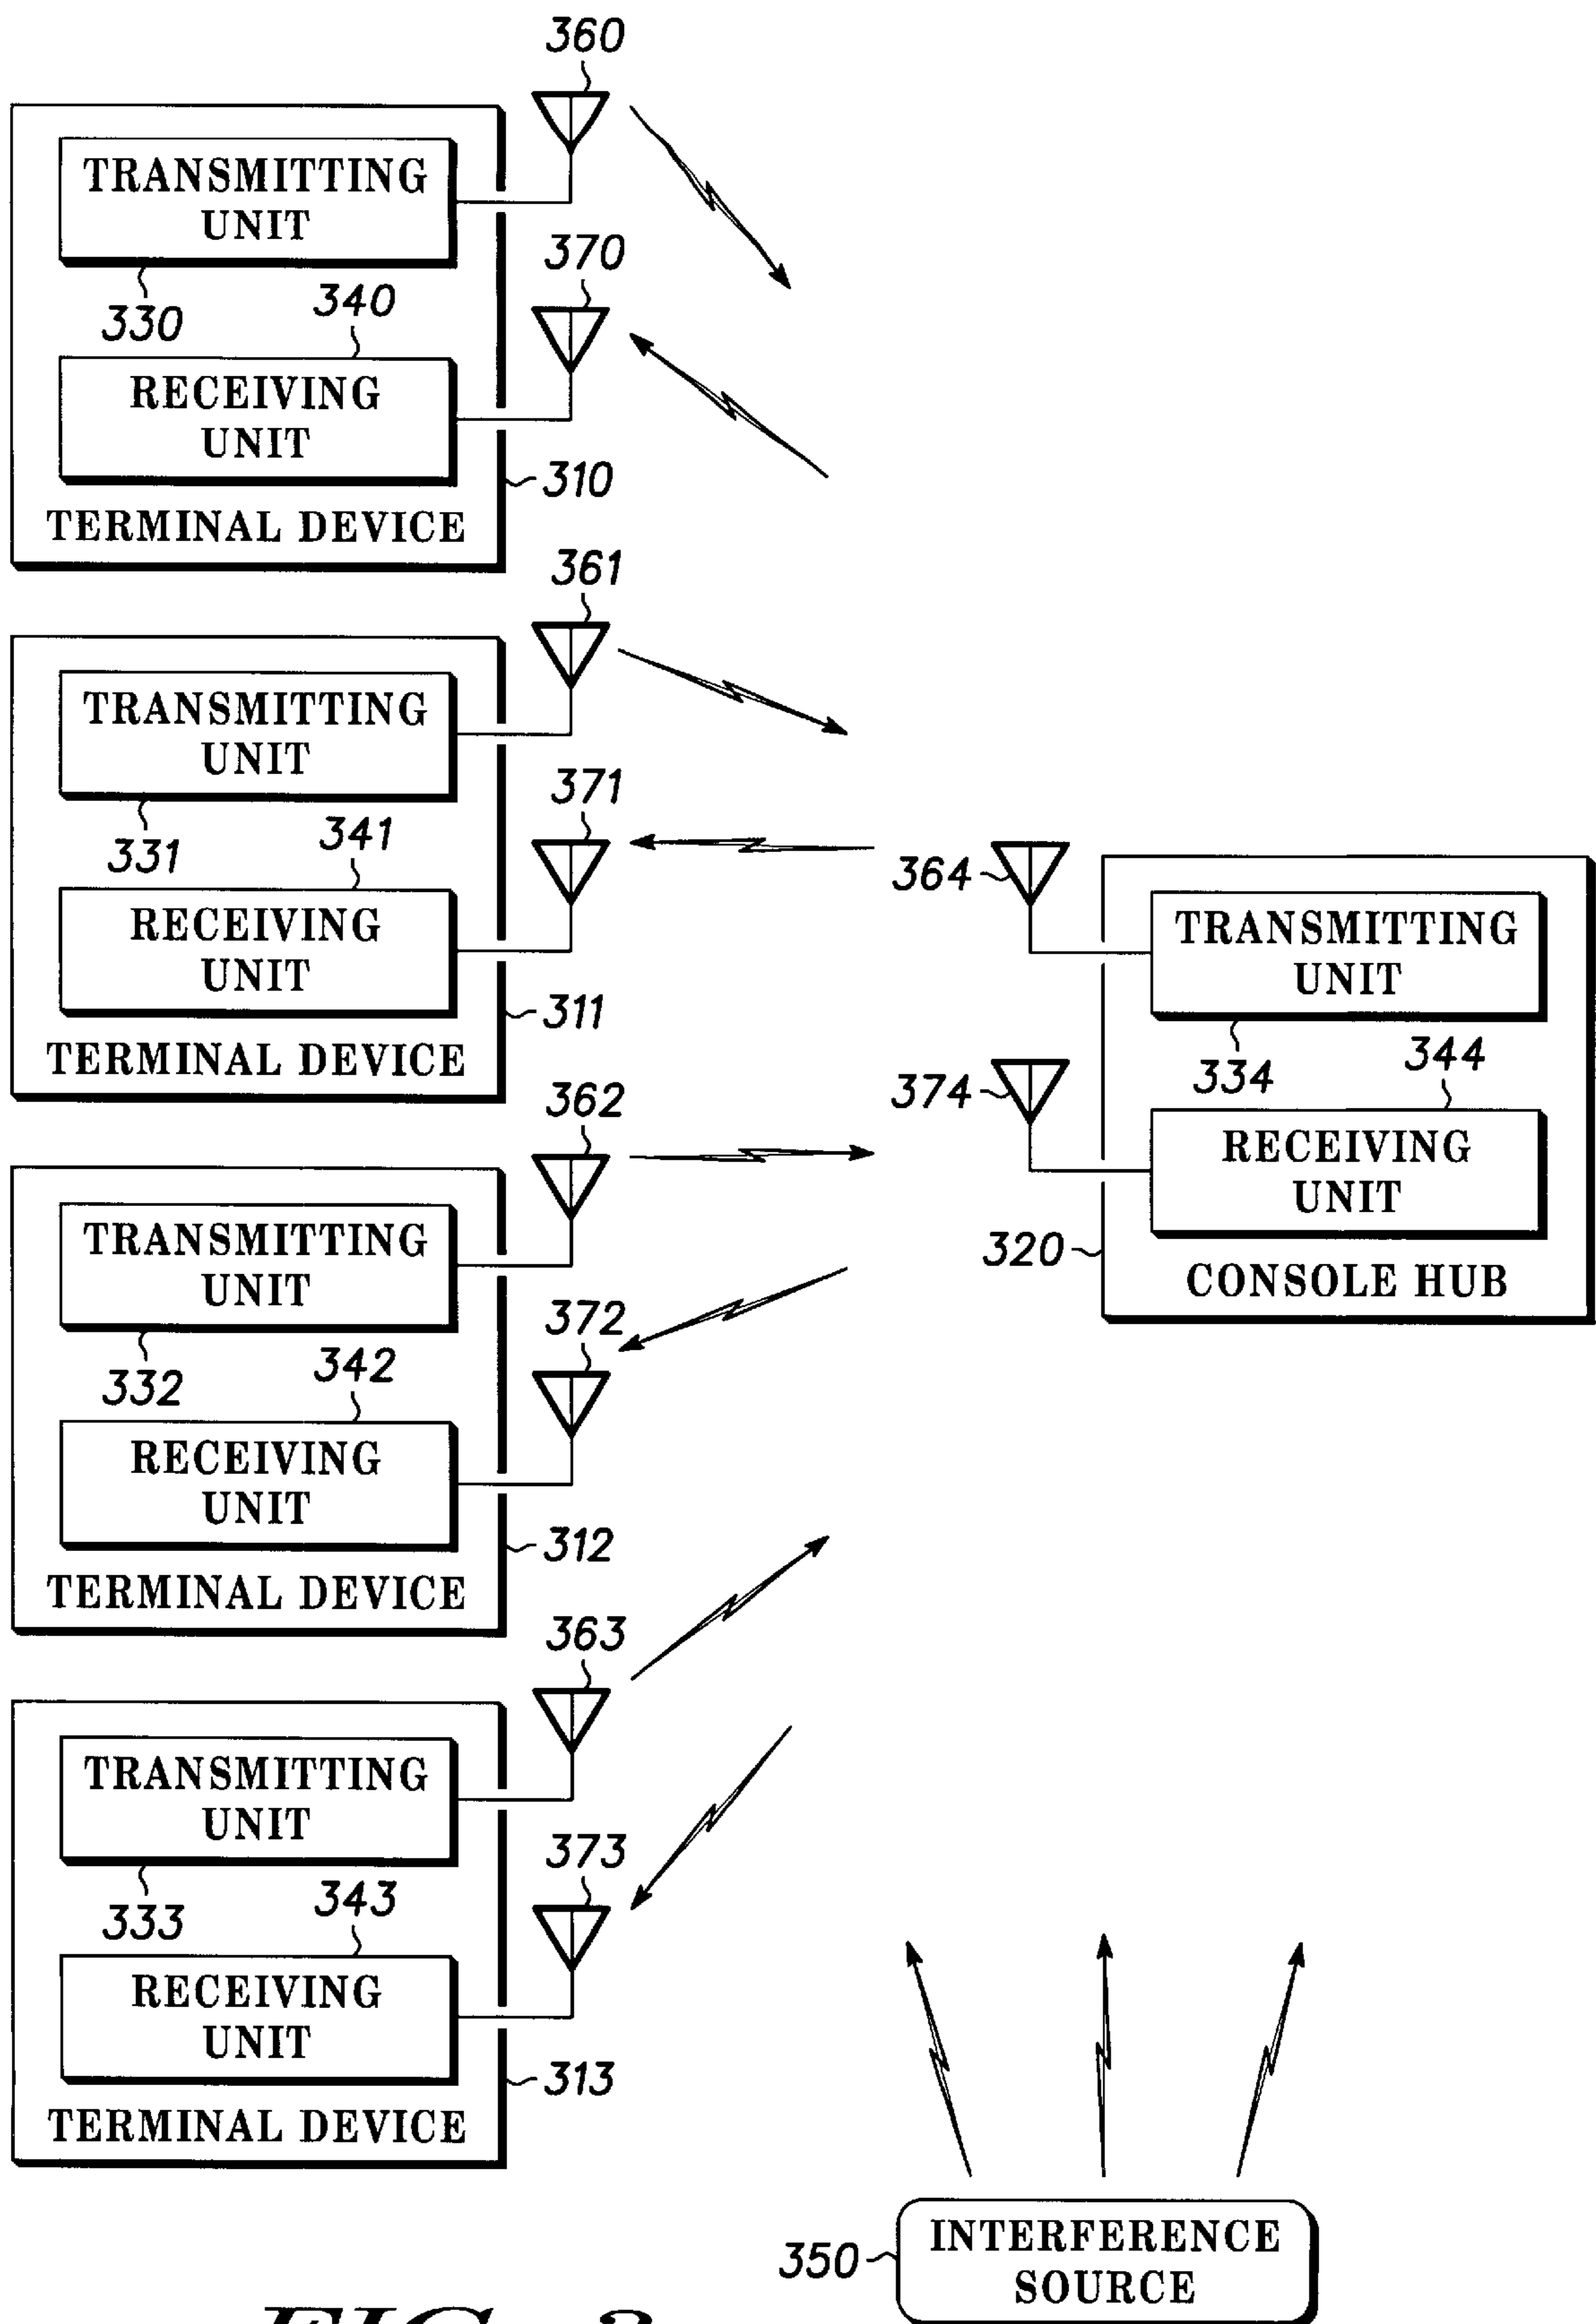 360
TRANSMITTING
UNIT
370
330
340
RECEIVING
UNIT
310
TERMINAL DEVICE
361
TRANSMITTING
UNIT
371
331
341
364
RECEIVING
UNIT
TRANSMITTING
UNIT
311
TERMINAL DEVICE
334
344
374
362
RECEIVING
UNIT
TRANSMITTING
UNIT
320
CONSOLE HUB
372
332
342
RECEIVING
UNIT
312
TERMINAL DEVICE
363
TRANSMITTING
UNIT
373
333
343
RECEIVING
UNIT
313
TERMINAL DEVICE
350
INTERFERENCE
SOURCE
FIG. 3